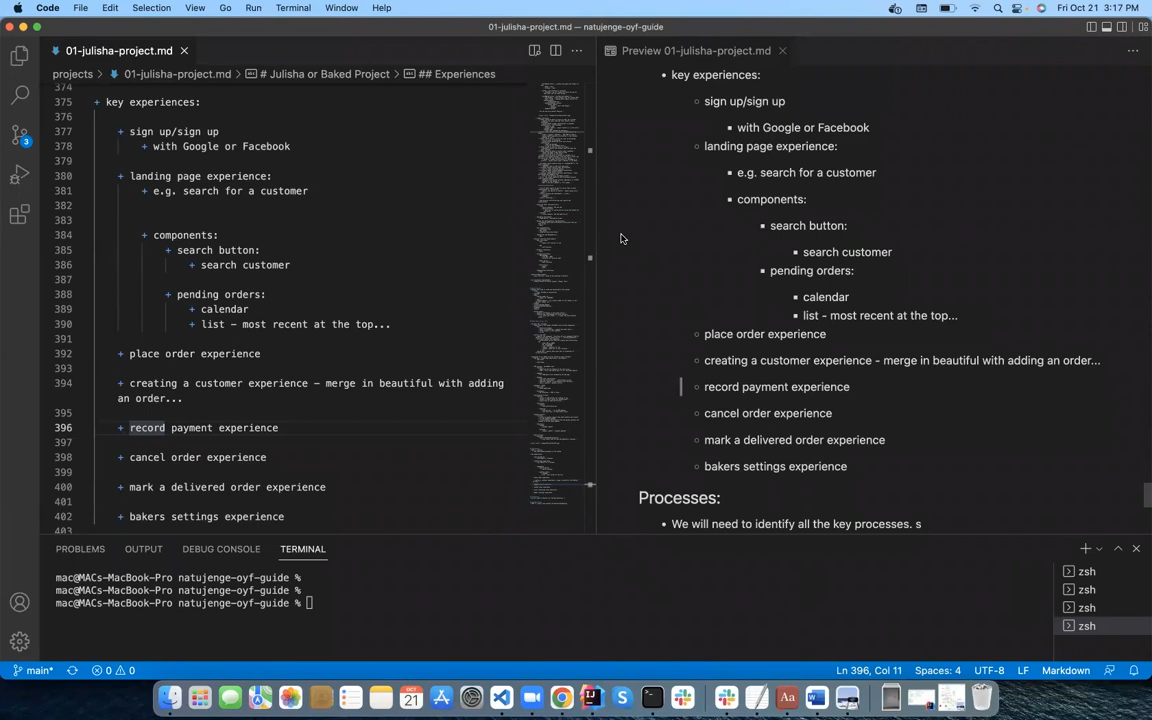 Code File Edit Selection View Go Run Terminal Window Help Fri Oct 21 3:17 PM
01-julisha-project.md — natujenge-oyf-guide
01-julisha-project.md
Preview 01-julisha-project.md
projects > 01-julisha-project.md > # Julisha or Baked Project > ## Experiences
374
375 + key experiences:
376
377 + sign up/sign up
378 + with Google or Facebook
379
380 + landing page experience:
381 + e.g. search for a customer
382
383
384 + components:
385 + search button:
386 + search customer
387
388 + pending orders:
389 + calendar
390 + list - most recent at the top...
391
392 + place order experience
393
394 + creating a customer experience - merge in beautiful with adding
an order...
395
396 + record payment experience
397
398 + cancel order experience
399
400 + mark a delivered order experience
401
402 + bakers settings experience
403
key experiences:
sign up/sign up
with Google or Facebook
landing page experience:
e.g. search for a customer
components:
search button:
search customer
pending orders:
calendar
list - most recent at the top...
place order experience
creating a customer experience - merge in beautiful with adding an order...
record payment experience
cancel order experience
mark a delivered order experience
bakers settings experience
Processes:
We will need to identify all the key processes. s
3
PROBLEMS OUTPUT DEBUG CONSOLE TERMINAL
mac@MACs-MacBook-Pro natujenge-oyf-guide %
mac@MACs-MacBook-Pro natujenge-oyf-guide %
mac@MACs-MacBook-Pro natujenge-oyf-guide %
zsh
zsh
zsh
zsh
main* 0 0 Ln 396, Col 11 Spaces: 4 UTF-8 LF Markdown
OCT
21
Aa